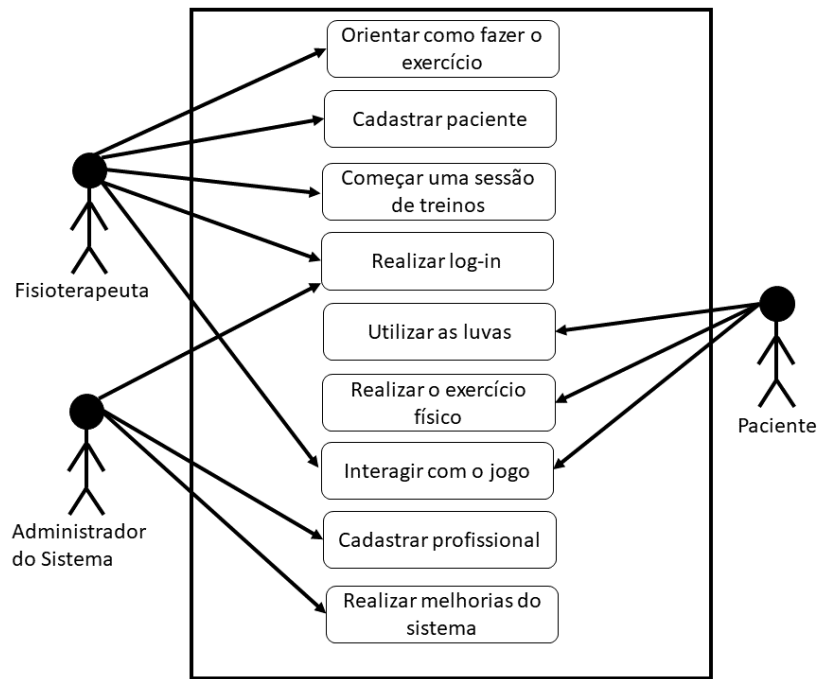 Orientar como fazer o
exercício
Cadastrar paciente
Começar uma sessão
de treinos
Realizar log-in
Fisioterapeuta
Utilizar as luvas
Realizar o exercício
físico
Paciente
Interagir com o jogo
Administrador
do Sistema
Cadastrar profissional
Realizar melhorias do
sistema